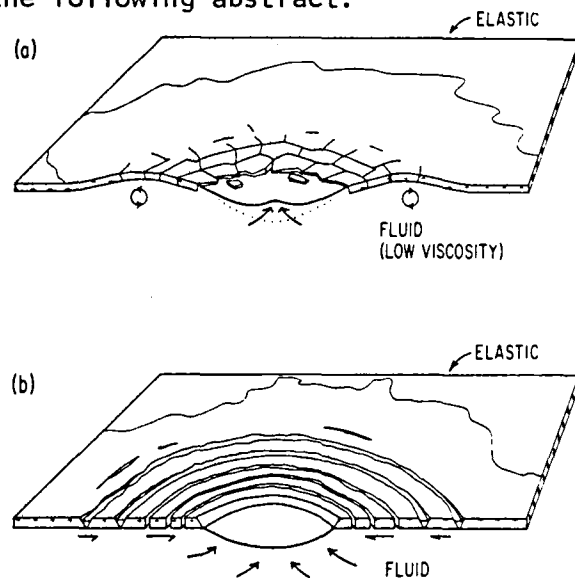 the following abstract.
ELASTIC
(a)
FLUID
(LOW VISCOSITY)
ELASTIC
(b)
FLUID